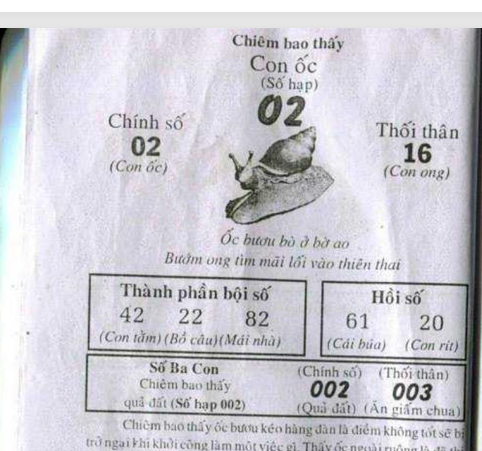 Chiêm bao thấy
Con ốc
(Số hạp)
02
Chính số
02
(Con ốc)
Thối thân
16
(Con ong)
Ốc bươu bò ở bờ ao
Bướm ong tìm mãi lối vào thiên thai
Thành phần bội số
42 22 82
(Con tằm) (Bồ câu) (Mái nhà)
Hồi số
61 20
(Cái búa) (Con rít)
Số Ba Con
Chiêm bao thấy
quả đất (Số hạp 002)
(Chính số) (Thối thân)
002 003
(Quả đất) (Ăn giấm chua)
Chiêm bao thấy ốc bươu kéo hàng đàn là điềm không tốt sẽ bị
trở ngại khi khởi công làm một việc gì. Thấy ốc ngoài ruộng là